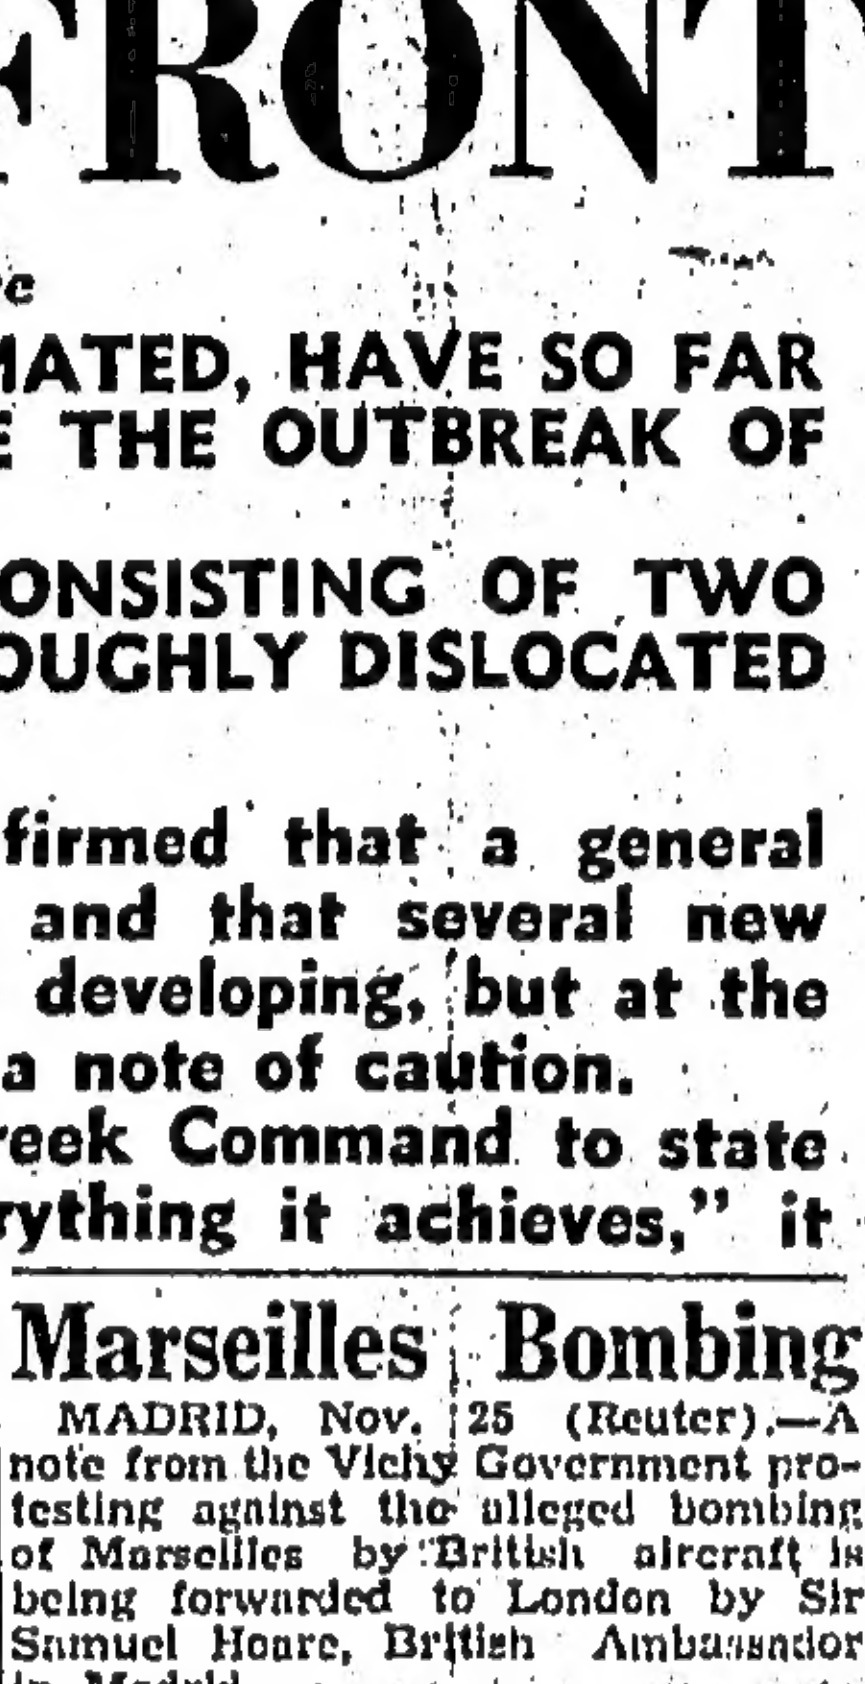 FRONT
MATED, HAVE SO FAR
THE OUTBREAK OF
CONSISTING OF TWO
OUGHLY DISLOCATED
firmed that a general
and that several new
developing, but at the
a note of caution.
reek Command to state
rything it achieves," it
Marseilles Bombing
MADRID, Nov. 25 (Reuter).—A
note from the Vichy Government pro-
testing against the alleged bombing
of Marseilles by British aircraft is
being forwarded to London by Sir
Samuel Hoare, British Ambassador
in Madrid